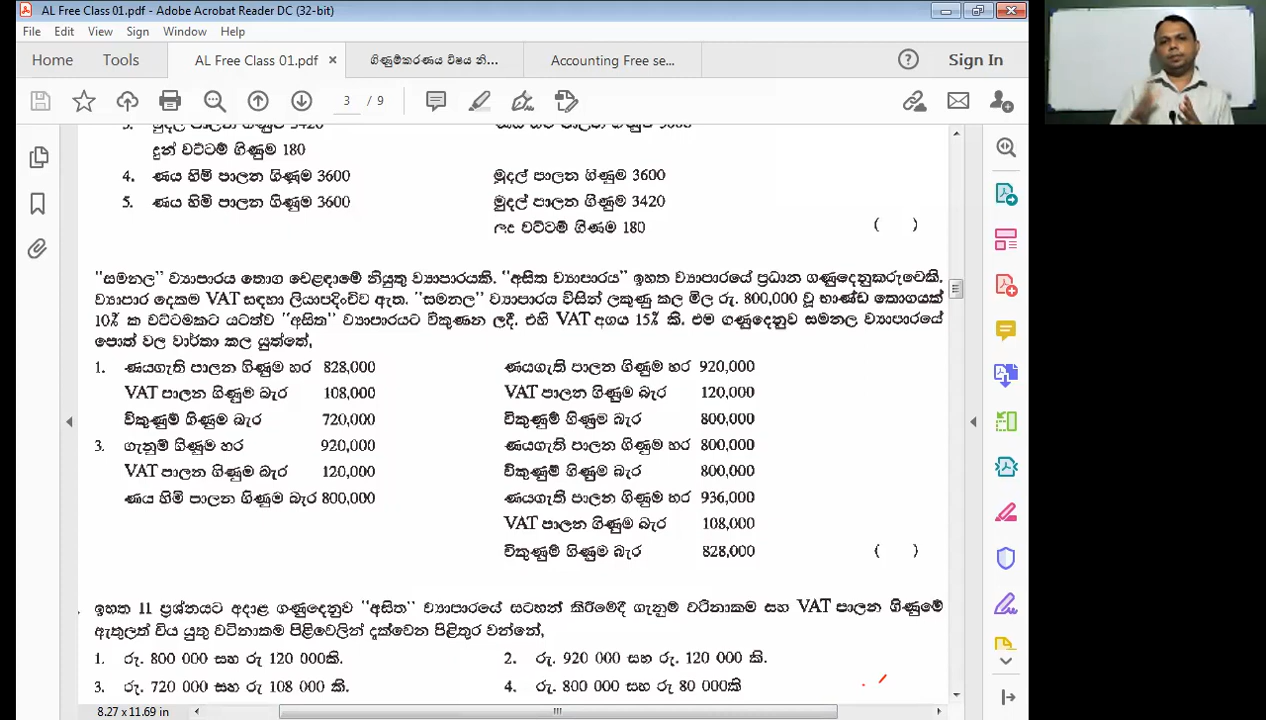 AL Free Class 01.pdf - Adobe Acrobat Reader DC (32-bit)
File Edit View Sign Window Help
Home Tools AL Free Class 01.pdf × ගිණුම්කරණය විෂය නි... Accounting Free se... Sign In
3 / 9
3. මුදල් පාලන ගිණුම 3420
දුන් වට්ටම් ගිණුම 180
4. ණය හිමි පාලන ගිණුම 3600 මුදල් පාලන ගිණුම 3600
5. ණය හිමි පාලන ගිණුම 3600 මුදල් පාලන ගිණුම 3420
ලද වට්ටම් ගිණුම 180 ( )
"සමනල" ව්‍යාපාරය තොග වෙළඳාමේ නියුතු ව්‍යාපාරයකි. "අසිත ව්‍යාපාරය" ඉහත ව්‍යාපාරයේ ප්‍රධාන ගණුදෙනුකරුවෙකි.
ව්‍යාපාර දෙකම VAT සඳහා ලියාපදිංචිව ඇත. "සමනල" ව්‍යාපාරය විසින් ලකුණු කල මිල රු. 800,000 වූ භාණ්ඩ තොගයක්
10% ක වට්ටමකට යටත්ව "අසිත" ව්‍යාපාරයට විකුණන ලදී. එහි VAT අගය 15% කි. එම ගණුදෙනුව සමනල ව්‍යාපාරයේ
පොත් වල වාර්තා කල යුත්තේ,
1. ණයගැති පාලන ගිණුම හර 828,000 ණයගැති පාලන ගිණුම හර 920,000
VAT පාලන ගිණුම බැර 108,000 VAT පාලන ගිණුම බැර 120,000
විකුණුම් ගිණුම බැර 720,000 විකුණුම් ගිණුම බැර 800,000
3. ගැනුම් ගිණුම හර 920,000 ණයගැති පාලන ගිණුම හර 800,000
VAT පාලන ගිණුම බැර 120,000 විකුණුම් ගිණුම බැර 800,000
ණය හිමි පාලන ගිණුම බැර 800,000 ණයගැති පාලන ගිණුම හර 936,000
VAT පාලන ගිණුම බැර 108,000
විකුණුම් ගිණුම බැර 828,000 ( )
ඉහත 11 ප්‍රශ්නයට අදාළ ගණුදෙනුව "අසිත" ව්‍යාපාරයේ සටහන් කිරීමේදී ගැනුම් වටිනාකම සහ VAT පාලන ගිණුමේ
ඇතුලත් විය යුතු වටිනාකම පිළිවෙලින් දැක්වෙන පිළිතුර වන්නේ,
1. රු. 800 000 සහ රු 120 000කි. 2. රු. 920 000 සහ රු. 120 000 කි.
3. රු. 720 000 සහ රු 108 000 කි. 4. රු. 800 000 සහ රු 80 000කි
8.27 x 11.69 in